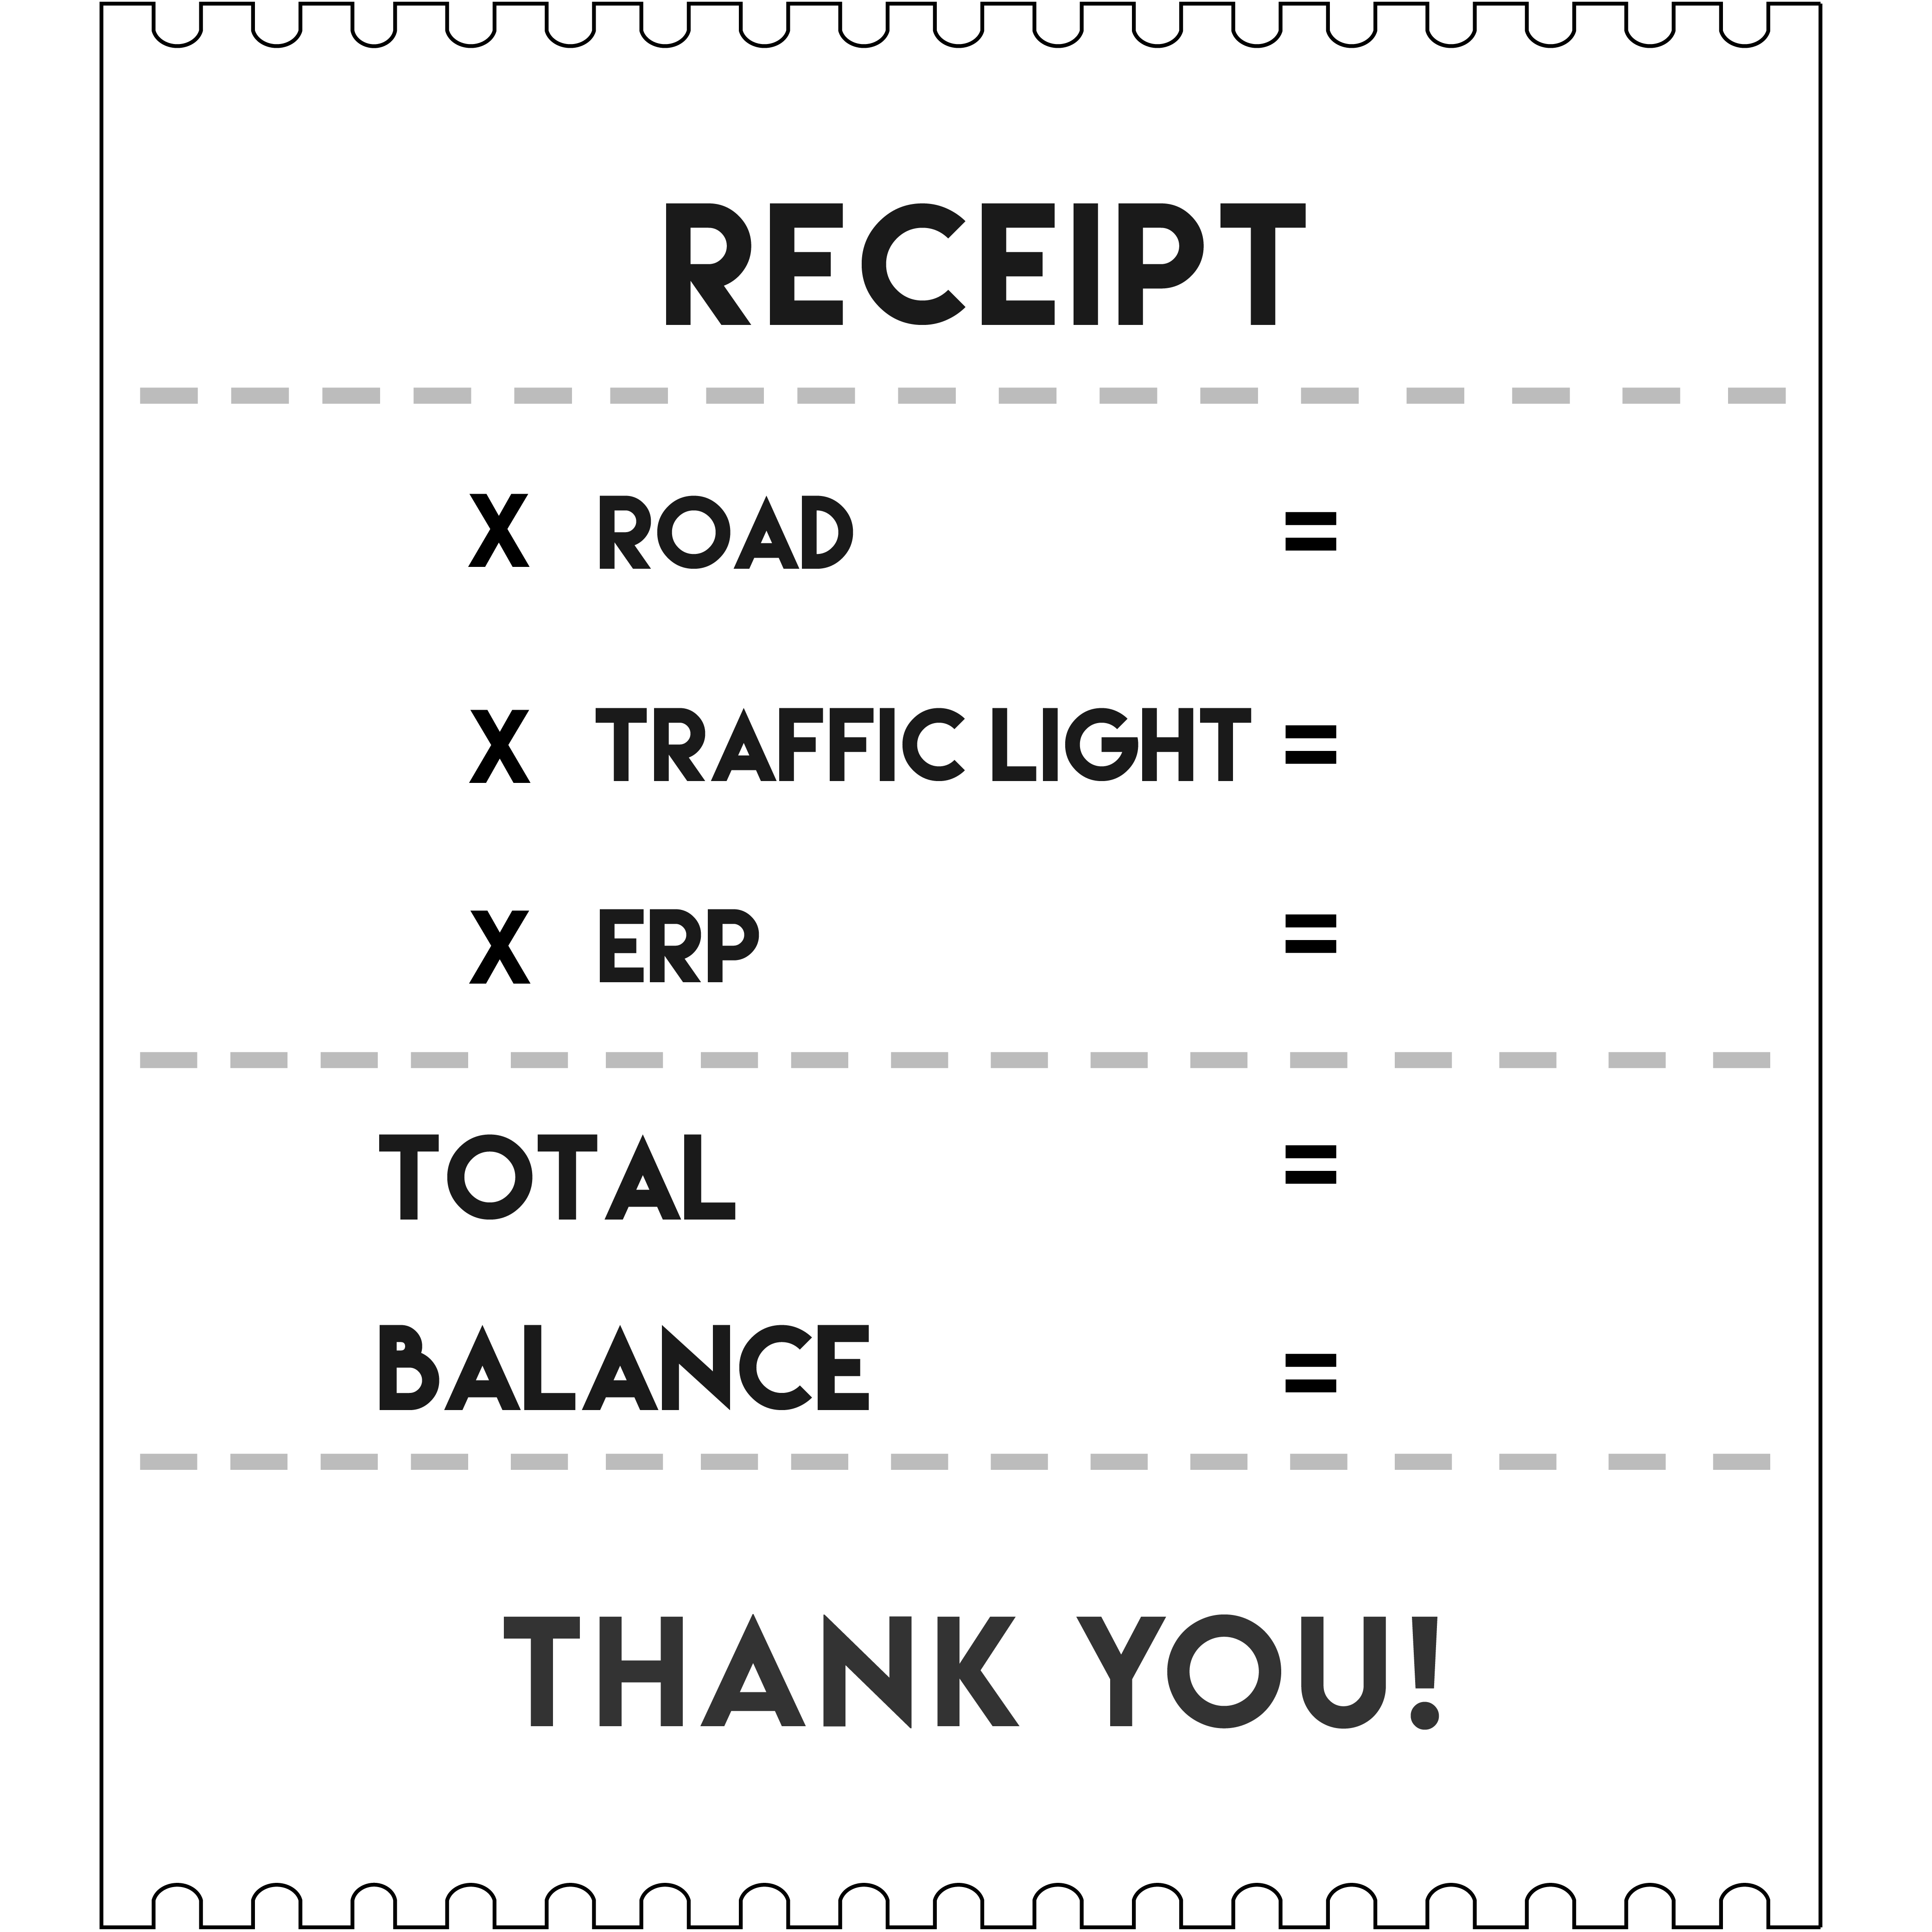 RECEIPT
X ROAD =
X TRAFFIC LIGHT =
X ERP =
TOTAL =
BALANCE =
THANK YOU!